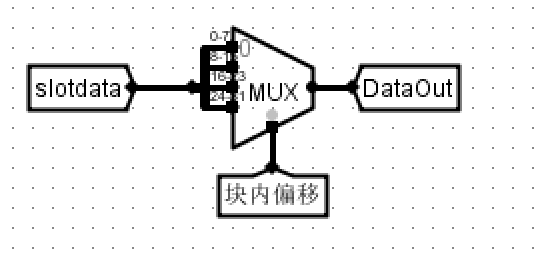 0-7
8-15
16-23
24-31
0
slotdata
MUX
DataOut
块内偏移